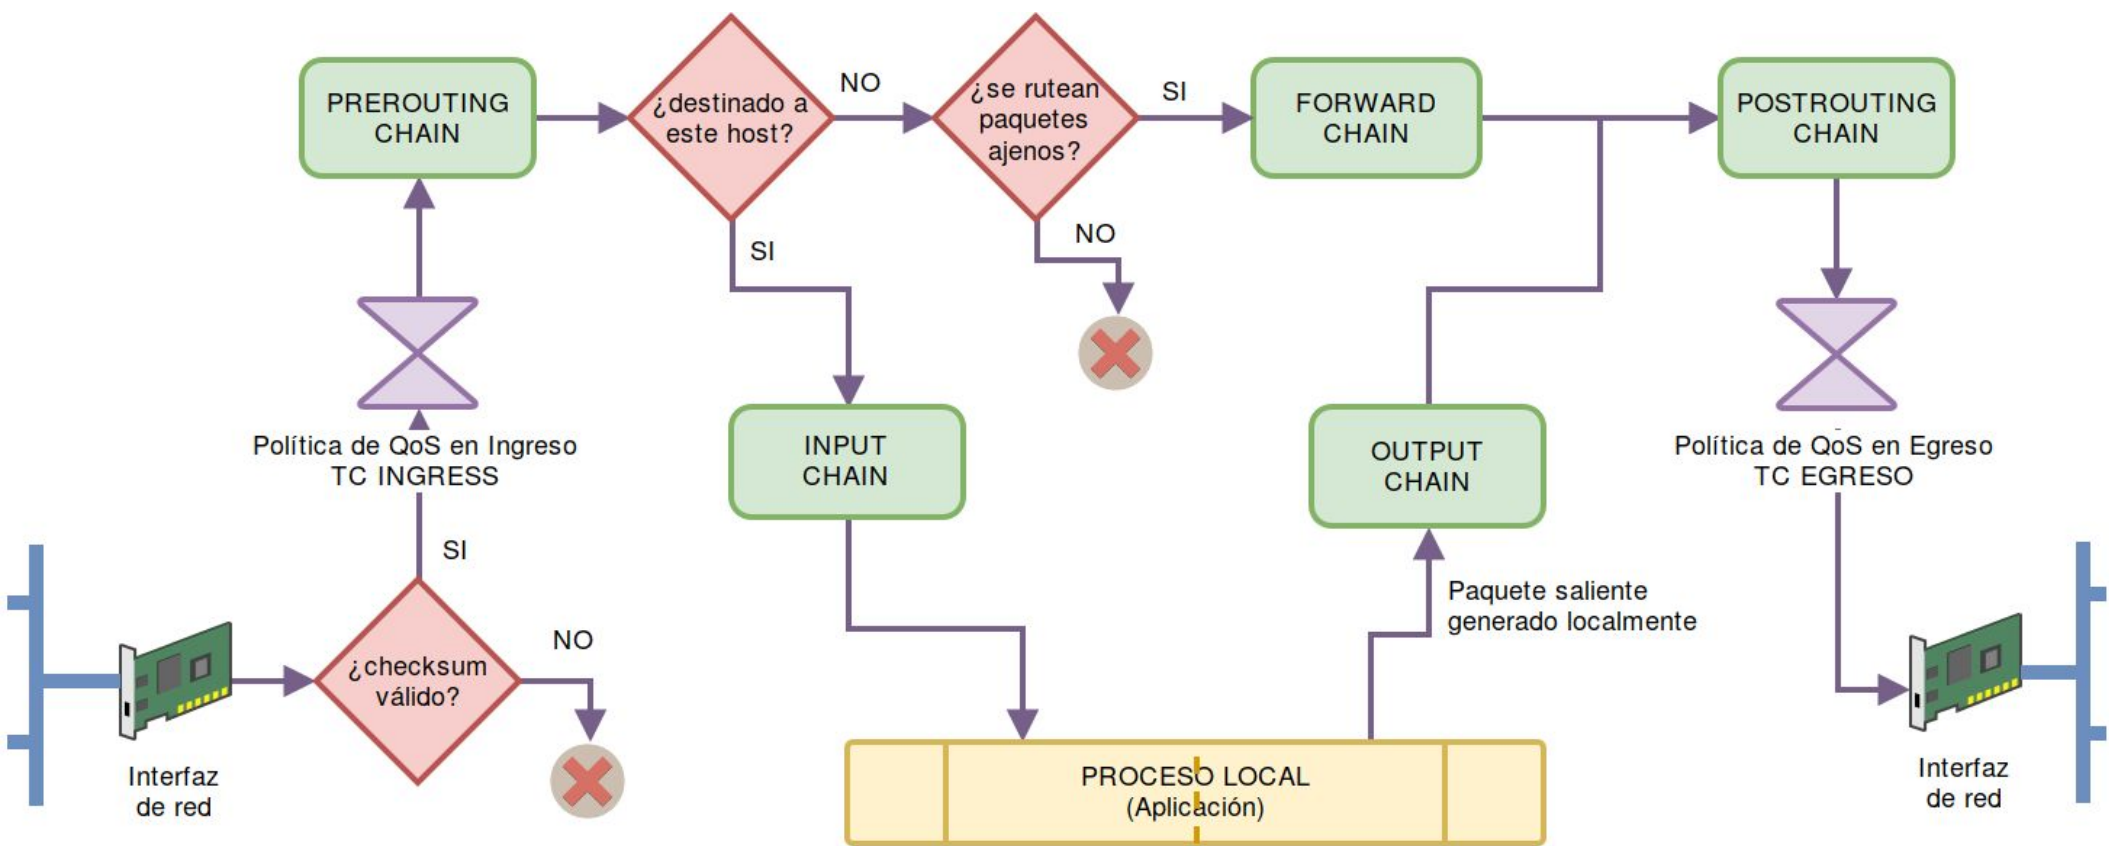 PREROUTING
CHAIN
¿destinado a
este host?
NO
¿se rutean
paquetes
ajenos?
SI
FORWARD
CHAIN
POSTROUTING
CHAIN
SI
NO
Política de QoS en Ingreso
TC INGRESS
INPUT
CHAIN
OUTPUT
CHAIN
Política de QoS en Egreso
TC EGRESO
SI
¿checksum
válido?
NO
Paquete saliente
generado localmente
Interfaz
de red
PROCESO LOCAL
(Aplicación)
Interfaz
de red